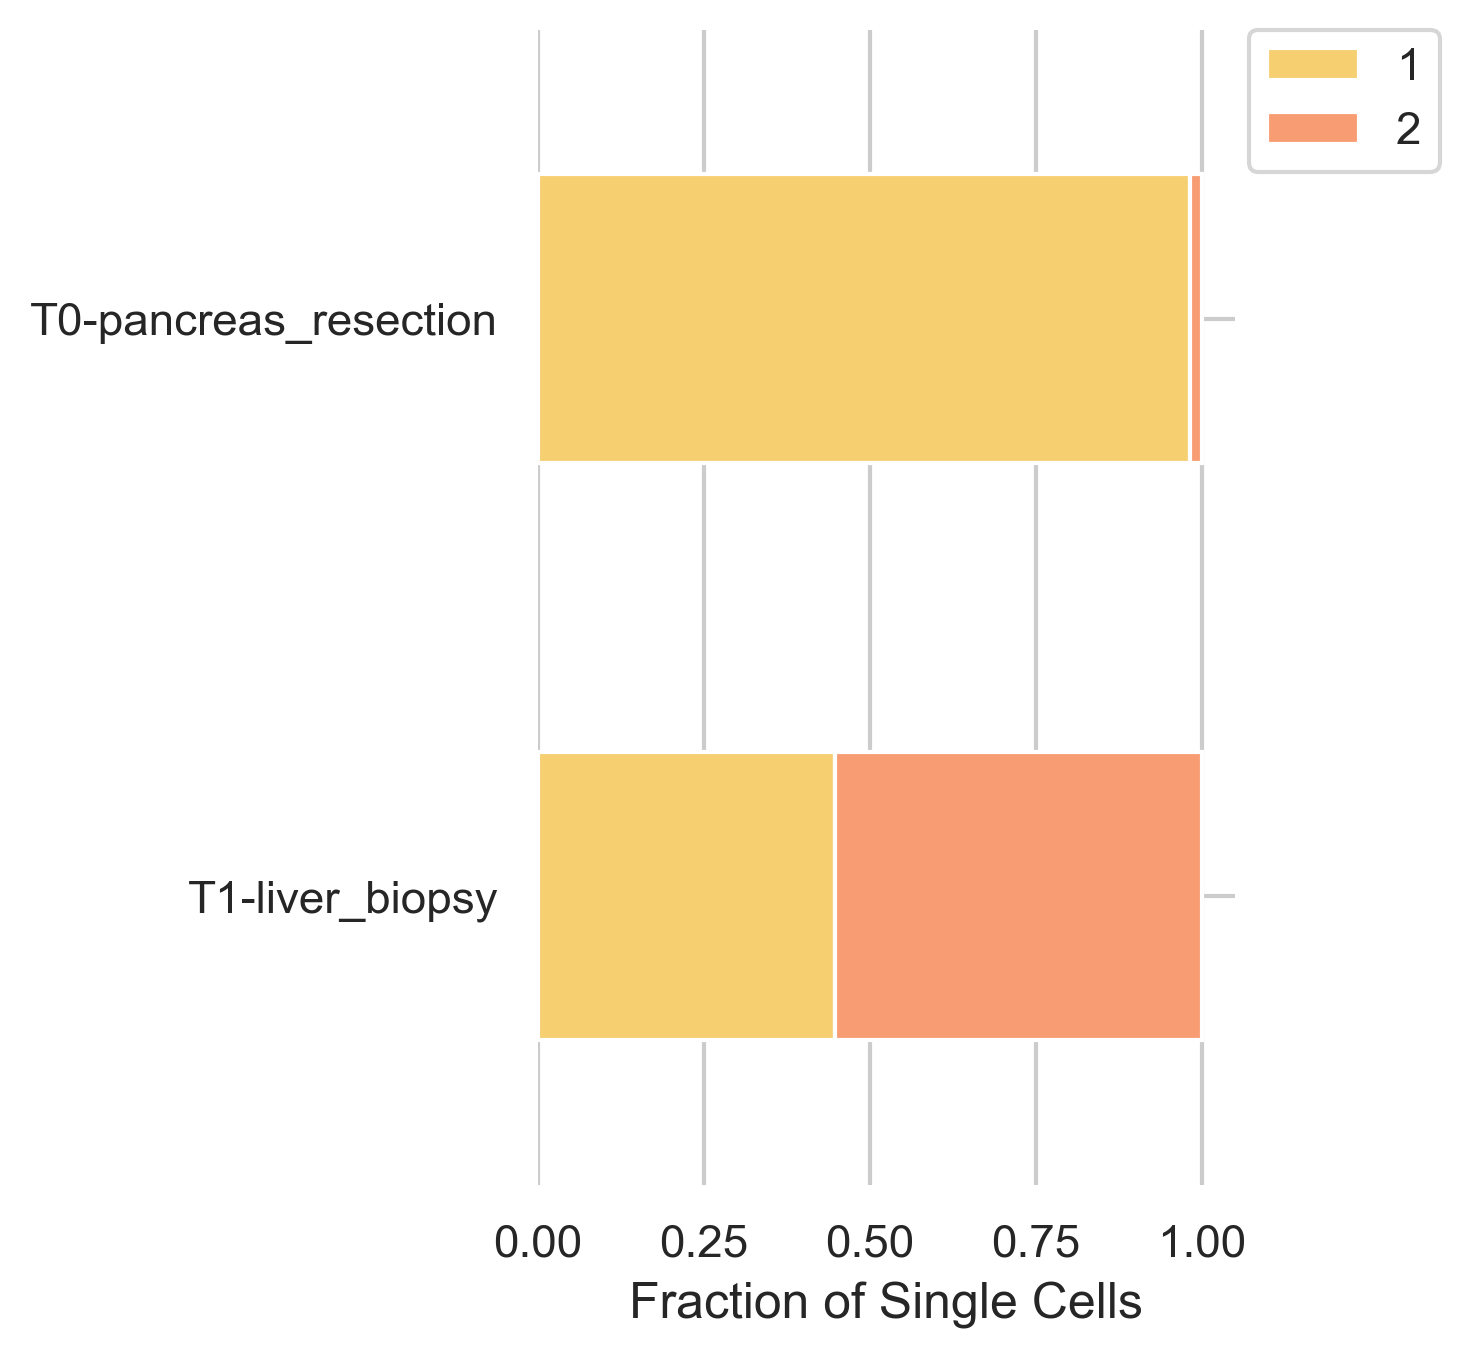 1
2
T0-pancreas_resection
T1-liver_biopsy
0.00 0.25 0.50 0.75 1.00
Fraction of Single Cells